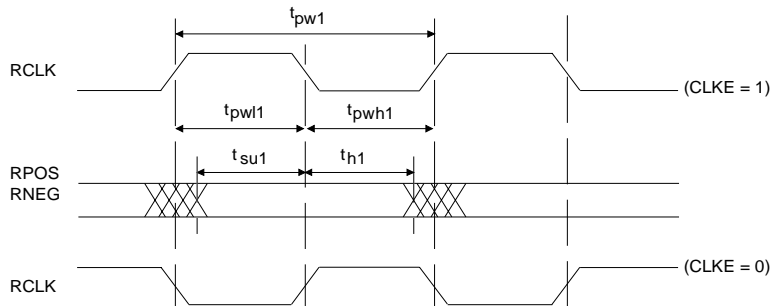 tpw1
RCLK
(CLKE = 1)
tpwl1
tpwh1
tsu1
th1
RPOS
RNEG
RCLK
(CLKE = 0)